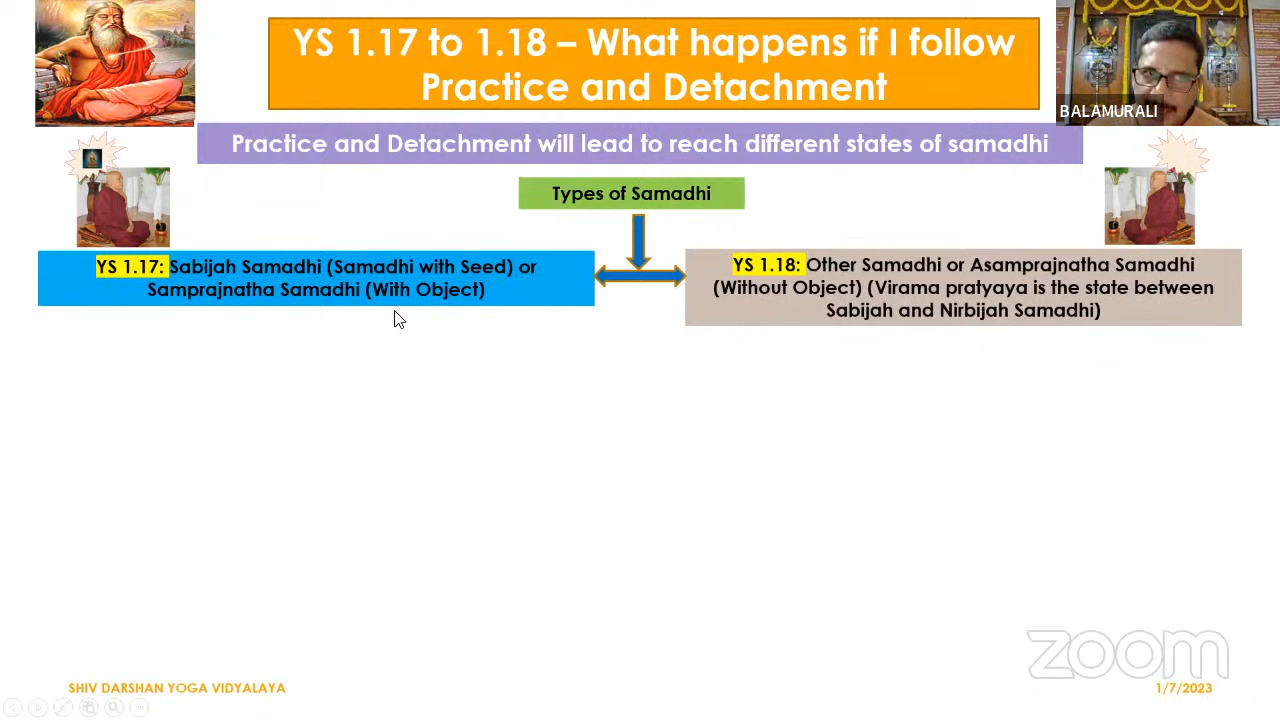 YS 1.17 to 1.18 – What happens if I follow
Practice and Detachment
BALAMURALI
Practice and Detachment will lead to reach different states of samadhi
Types of Samadhi
YS 1.17: Sabijah Samadhi (Samadhi with Seed) or
Samprajnatha Samadhi (With Object)
YS 1.18: Other Samadhi or Asamprajnatha Samadhi
(Without Object) (Virama pratyaya is the state between
Sabijah and Nirbijah Samadhi)
zoom
SHIV DARSHAN YOGA VIDYALAYA
1/7/2023